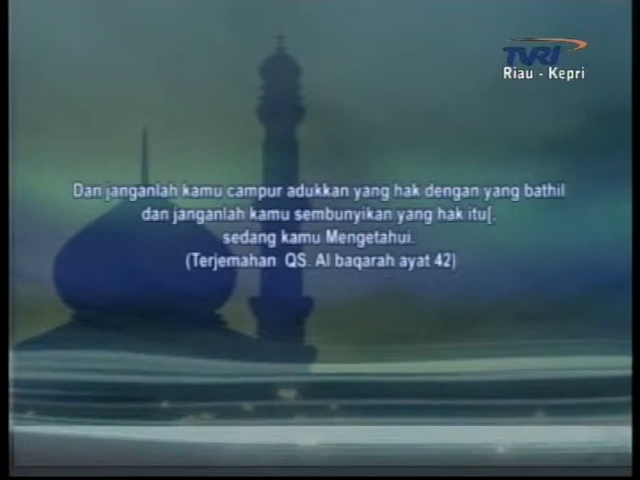 TVRI
Riau - Kepri
Dan janganlah kamu campur adukkan yang hak dengan yang bathil
dan janganlah kamu sembunyikan yang hak itu[,
sedang kamu Mengetahui.
(Terjemahan QS. Al baqarah ayat 42)